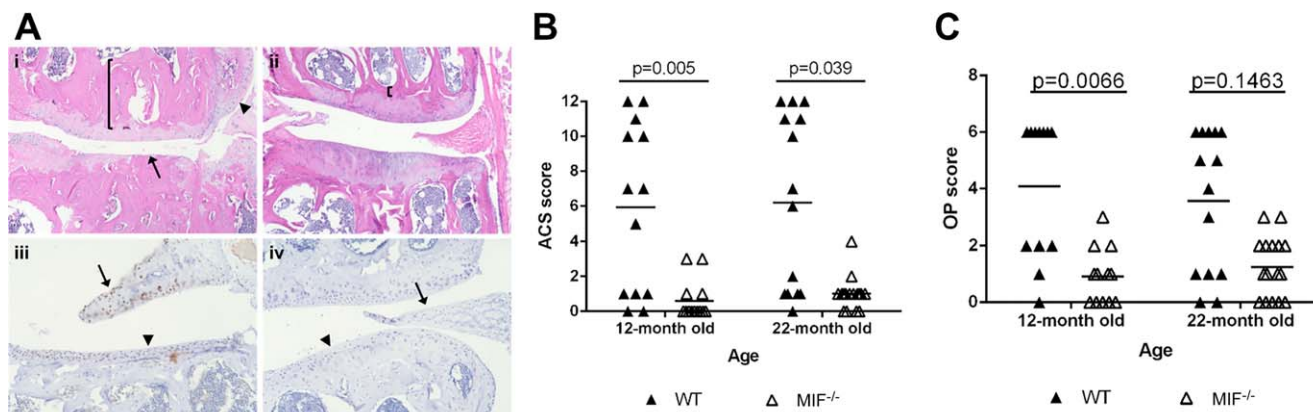 A
i
ii
iii
iv
B
p=0.005
p=0.039
ACS score
12
10
8
6
4
2
0
12-month old
22-month old
Age
WT
MIF-/-
C
p=0.0066
p=0.1463
OP score
8
6
4
2
0
12-month old
22-month old
Age
WT
MIF-/-